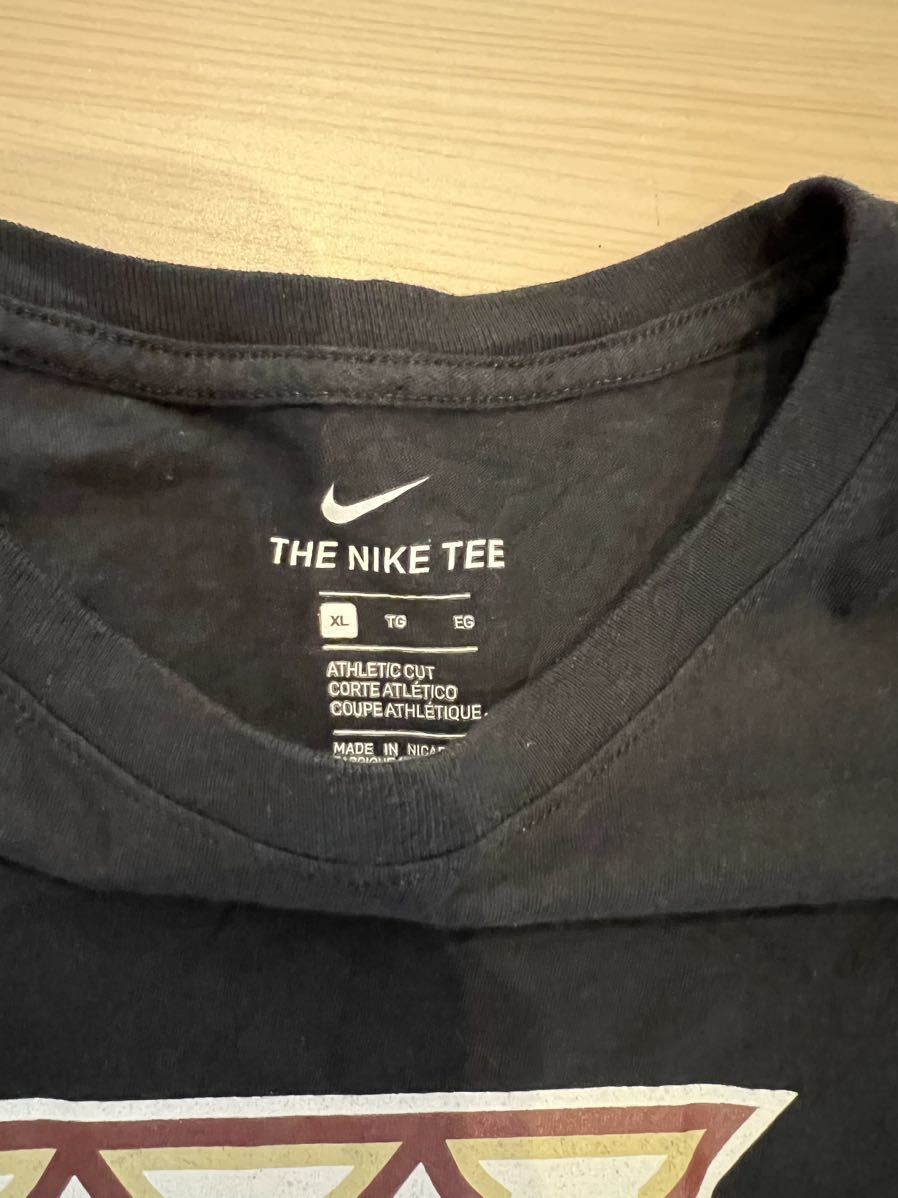 THE NIKE TEE
XL TG EG
ATHLETIC CUT
CORTE ATLÉTICO
COUPE ATHLÉTIQUE
MADE IN